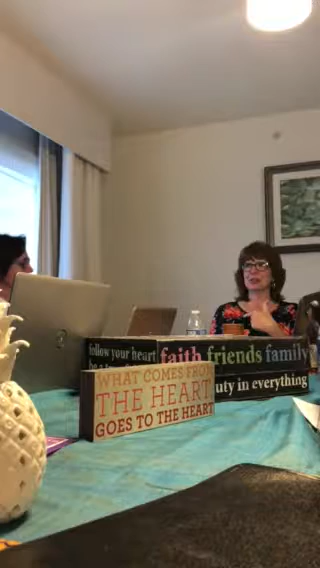 follow your heart faith friends family
uty in everything
WHAT COMES FROM
THE HEART
GOES TO THE HEART